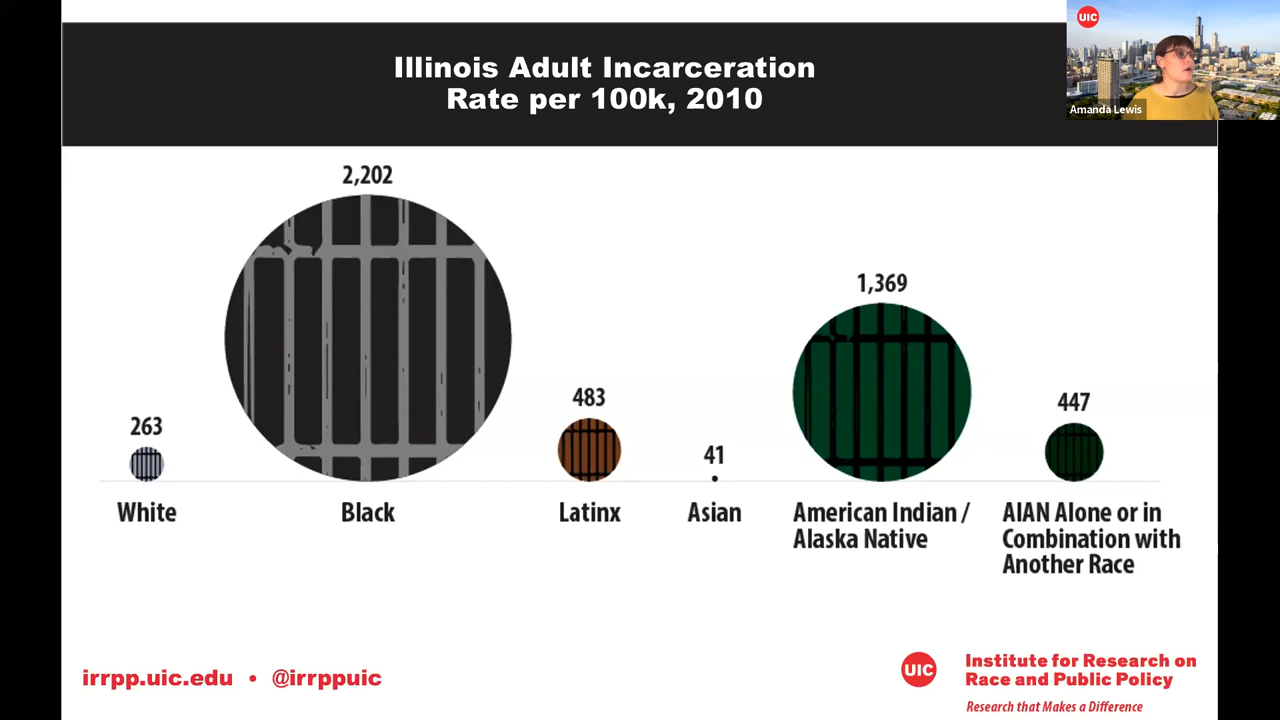 Illinois Adult Incarceration
Rate per 100k, 2010
UIC
Amanda Lewis
2,202
1,369
483
447
263
41
White
Black
Latinx
Asian
American Indian /
Alaska Native
AIAN Alone or in
Combination with
Another Race
irrpp.uic.edu • @irrppuic
UIC
Institute for Research on
Race and Public Policy
Research that Makes a Difference